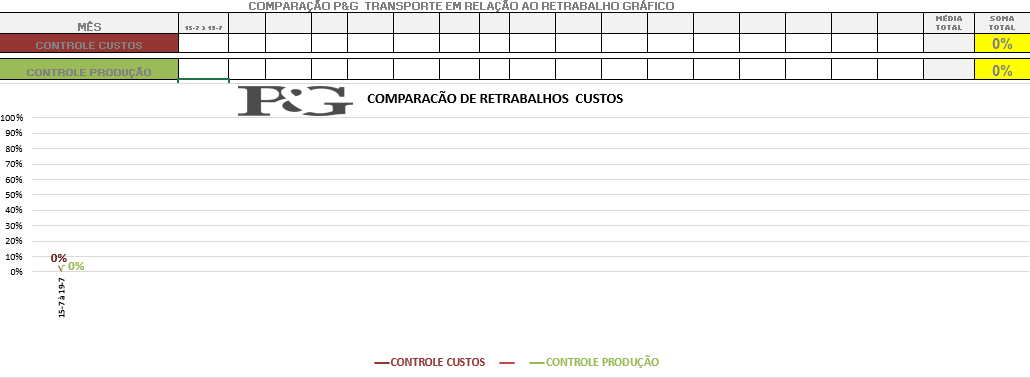 COMPARAÇÃO P&G TRANSPORTE EM RELAÇÃO AO RETRABALHO GRÁFICO
MÊS 15-7 à 19-7 MÉDIA TOTAL SOMA TOTAL
CONTROLE CUSTOS 0%
CONTROLE PRODUÇÃO 0%
P&G COMPARACÃO DE RETRABALHOS CUSTOS
100%
90%
80%
70%
60%
50%
40%
30%
20%
10%
0%
0%
0%
15-7 à 19-7
CONTROLE CUSTOS CONTROLE PRODUÇÃO